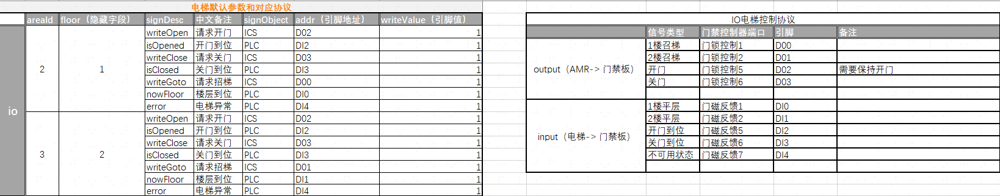 电梯默认参数和对应协议
areaId floor（隐藏字段） signDesc 中文备注 signObject addr（引脚地址） writeValue（引脚值）
io
2 1
writeOpen 请求开门 ICS D02 1
isOpened 开门到位 PLC DI2 1
writeClose 请求关门 ICS D03 1
isClosed 关门到位 PLC DI3 1
writeGoto 请求招梯 ICS D00 1
nowFloor 楼层到位 PLC DI0 1
error 电梯异常 PLC DI4 1
3 2
writeOpen 请求开门 ICS D02 1
isOpened 开门到位 PLC DI2 1
writeClose 请求关门 ICS D03 1
isClosed 关门到位 PLC DI3 1
writeGoto 请求招梯 ICS D01 1
nowFloor 楼层到位 PLC DI1 1
error 电梯异常 PLC DI4 1
IO电梯控制协议
信号类型 门禁控制器端口 引脚 备注
output（AMR-> 门禁板）
1楼召梯 门锁控制1 D00
2楼召梯 门锁控制2 D01
开门 门锁控制5 D02 需要保持开门
关门 门锁控制6 D03
input（电梯-> 门禁板）
1楼平层 门磁反馈1 DI0
2楼平层 门磁反馈2 DI1
开门到位 门磁反馈5 DI2
关门到位 门磁反馈6 DI3
不可用状态 门磁反馈7 DI4